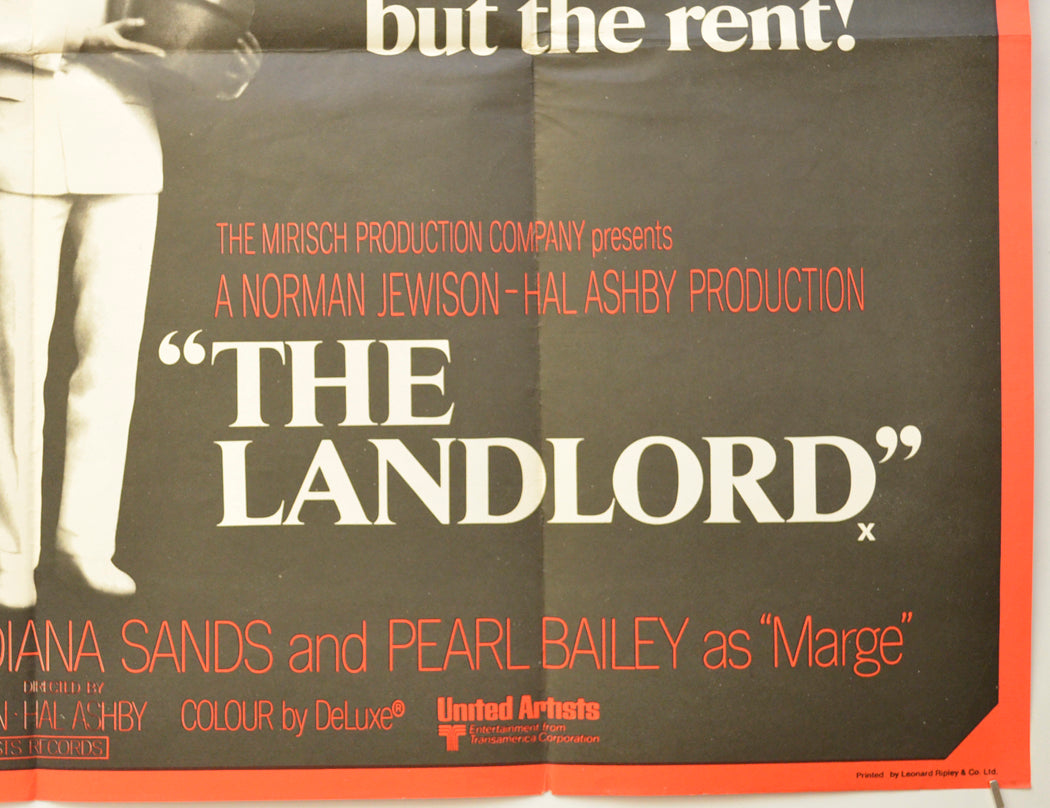 but the rent!
THE MIRISCH PRODUCTION COMPANY presents
A NORMAN JEWISON-HAL ASHBY PRODUCTION
“THE
LANDLORD”
x
DIANA SANDS and PEARL BAILEY as “Marge”
DIRECTED BY
N · HAL ASHBY COLOUR by DeLuxe®
United Artists
Entertainment from
Transamerica Corporation
RECORDS
Printed by Leonard Ripley & Co. Ltd.